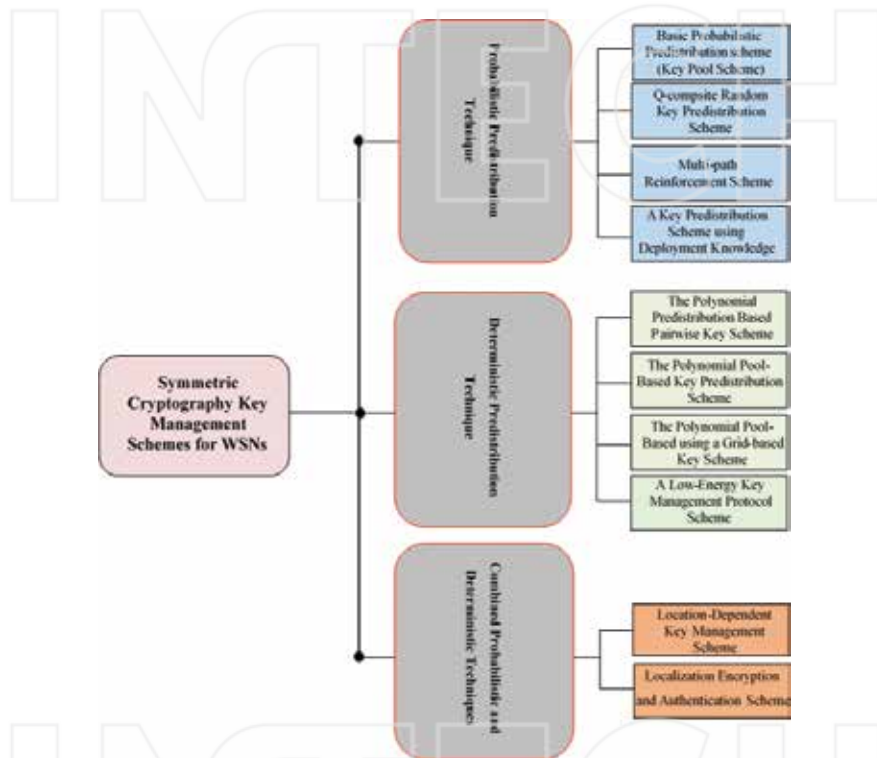 INTECH
Symmetric
Cryptography Key
Management
Schemes for WSNs
Probabilistic Predistribution
Technique
Basic Probabilistic
Predistribution scheme
(Key Pool Scheme)
Q-compsite Random
Key Predistribution
Scheme
Multi-path
Reinforcement Scheme
A Key Predistribution
Scheme using
Deployment Knowledge
Deterministic Predistribution
Technique
The Polynomial
Predistribution Based
Pairwise Key Scheme
The Polynomial Pool-
Based Key Predistribution
Scheme
The Polynomial Pool-
Based using a Grid-based
Key Scheme
A Low-Energy Key
Management Protocol
Scheme
Combined Probabilistic and
Deterministic Techniques
Location-Dependent
Key Management
Scheme
Localization Encryption
and Authentication Scheme
INTECH